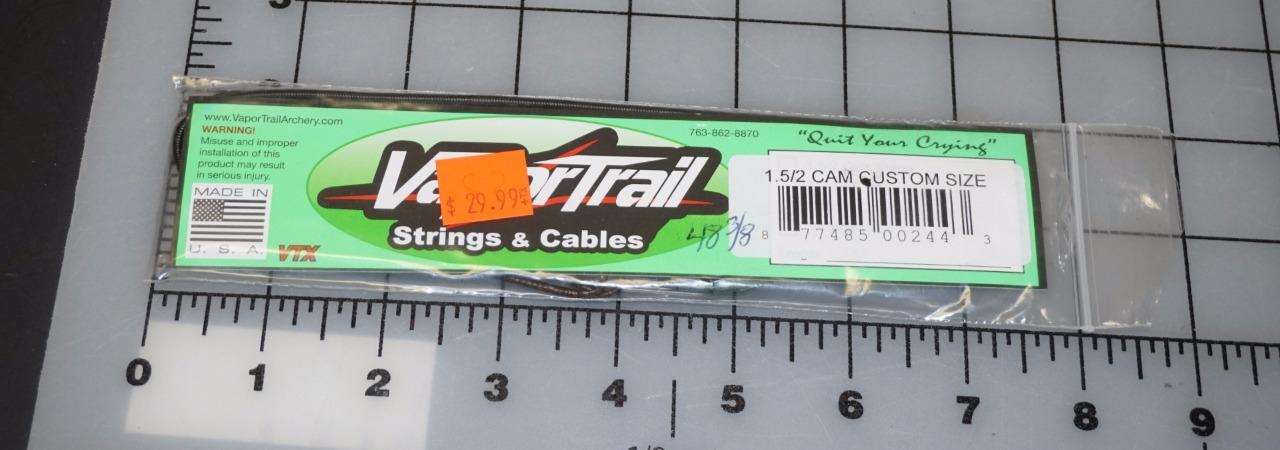 www.VaporTrailArchery.com
WARNING!
Misuse and improper
installation of this
product may result
in serious injury.
MADE IN
U. S. A.
VTX
VaporTrail
$ 29.99¢
Strings & Cables
763-862-8870
"Quit Your Crying"
48 3/8
1.5/2 CAM CUSTOM SIZE
8 77485 00244 3
0 1 2 3 4 5 6 7 8 9